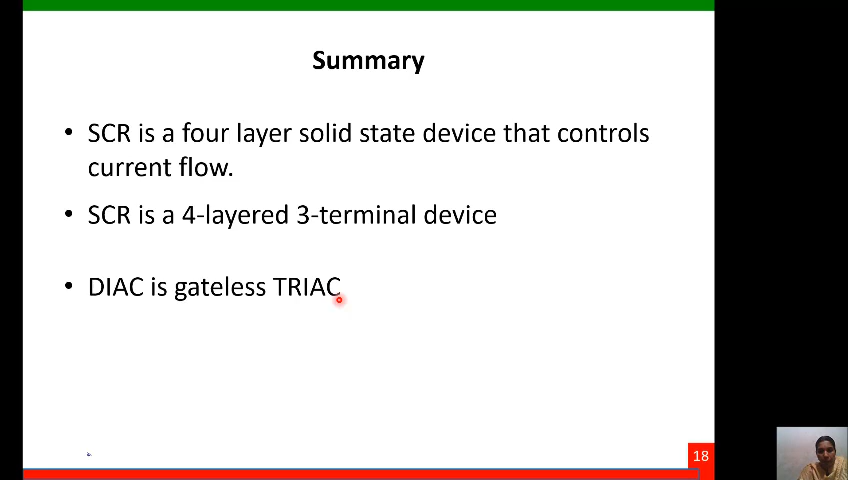 Summary
• SCR is a four layer solid state device that controls
current flow.
• SCR is a 4-layered 3-terminal device
• DIAC is gateless TRIAC
18